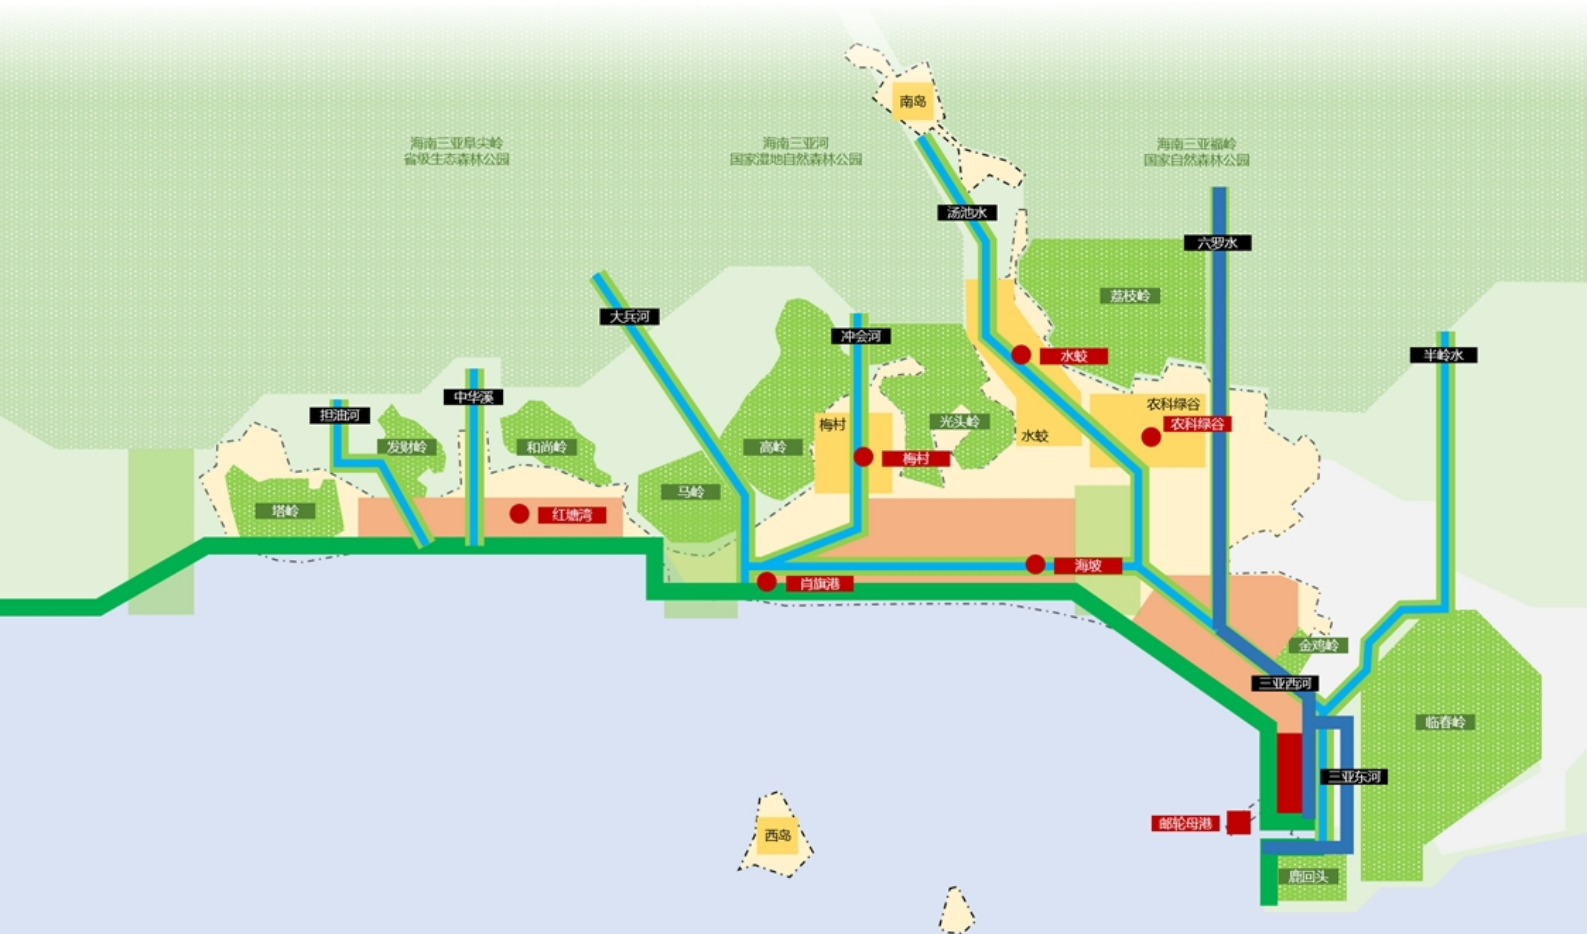 南岛
海南三亚阜尖岭
省级生态森林公园
海南三亚河
国家湿地自然森林公园
海南三亚福岭
国家自然森林公园
汤池水
六罗水
荔枝岭
大兵河
冲会河
水蛟
半岭水
中华溪
担油河
农科绿谷
农科绿谷
梅村
光头岭
水蛟
发财岭
和尚岭
高岭
梅村
马岭
塔岭
红塘湾
海坡
肖旗港
金鸡岭
三亚西河
临春岭
三亚东河
邮轮母港
西岛
鹿回头